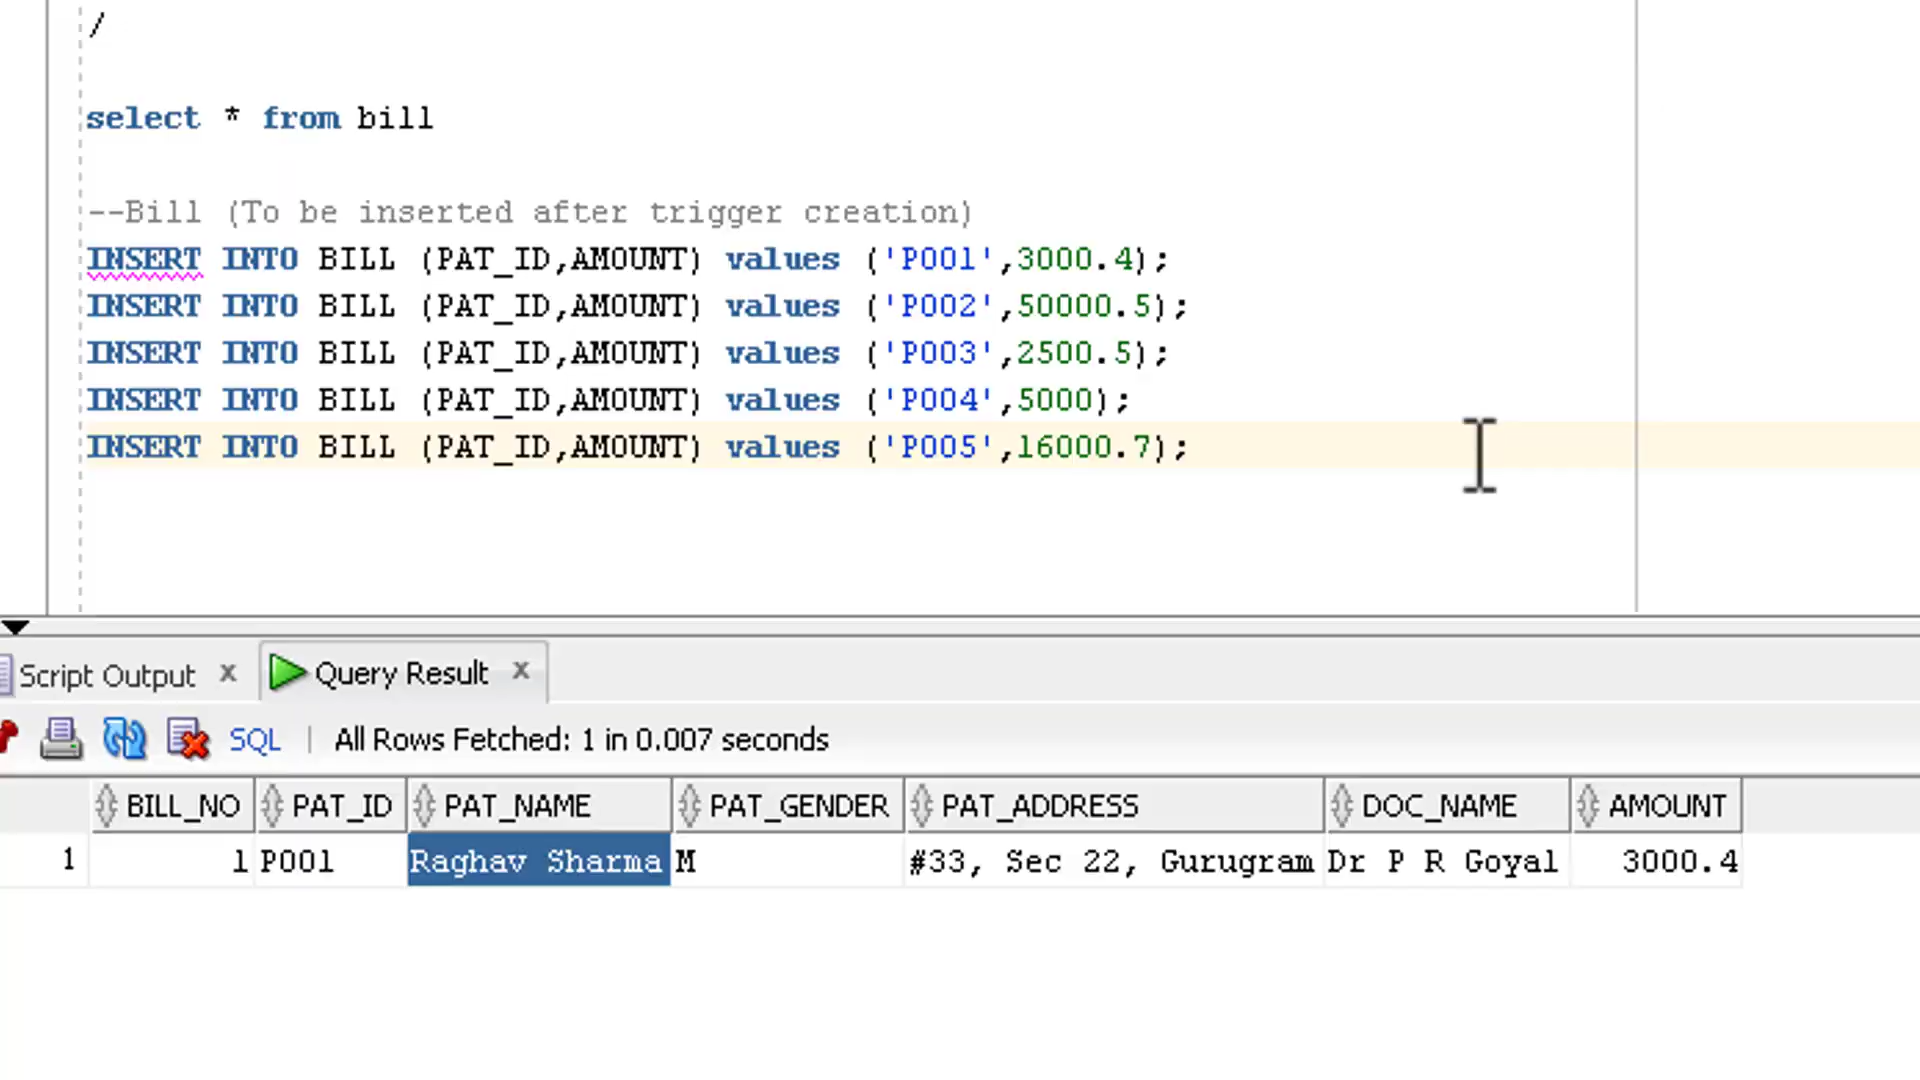 /
select * from bill
--Bill (To be inserted after trigger creation)
INSERT INTO BILL (PAT_ID,AMOUNT) values ('P001',3000.4);
INSERT INTO BILL (PAT_ID,AMOUNT) values ('P002',50000.5);
INSERT INTO BILL (PAT_ID,AMOUNT) values ('P003',2500.5);
INSERT INTO BILL (PAT_ID,AMOUNT) values ('P004',5000);
INSERT INTO BILL (PAT_ID,AMOUNT) values ('P005',16000.7);
Script Output x Query Result x
SQL | All Rows Fetched: 1 in 0.007 seconds
BILL_NO PAT_ID PAT_NAME PAT_GENDER PAT_ADDRESS DOC_NAME AMOUNT
1 1 P001 Raghav Sharma M #33, Sec 22, Gurugram Dr P R Goyal 3000.4